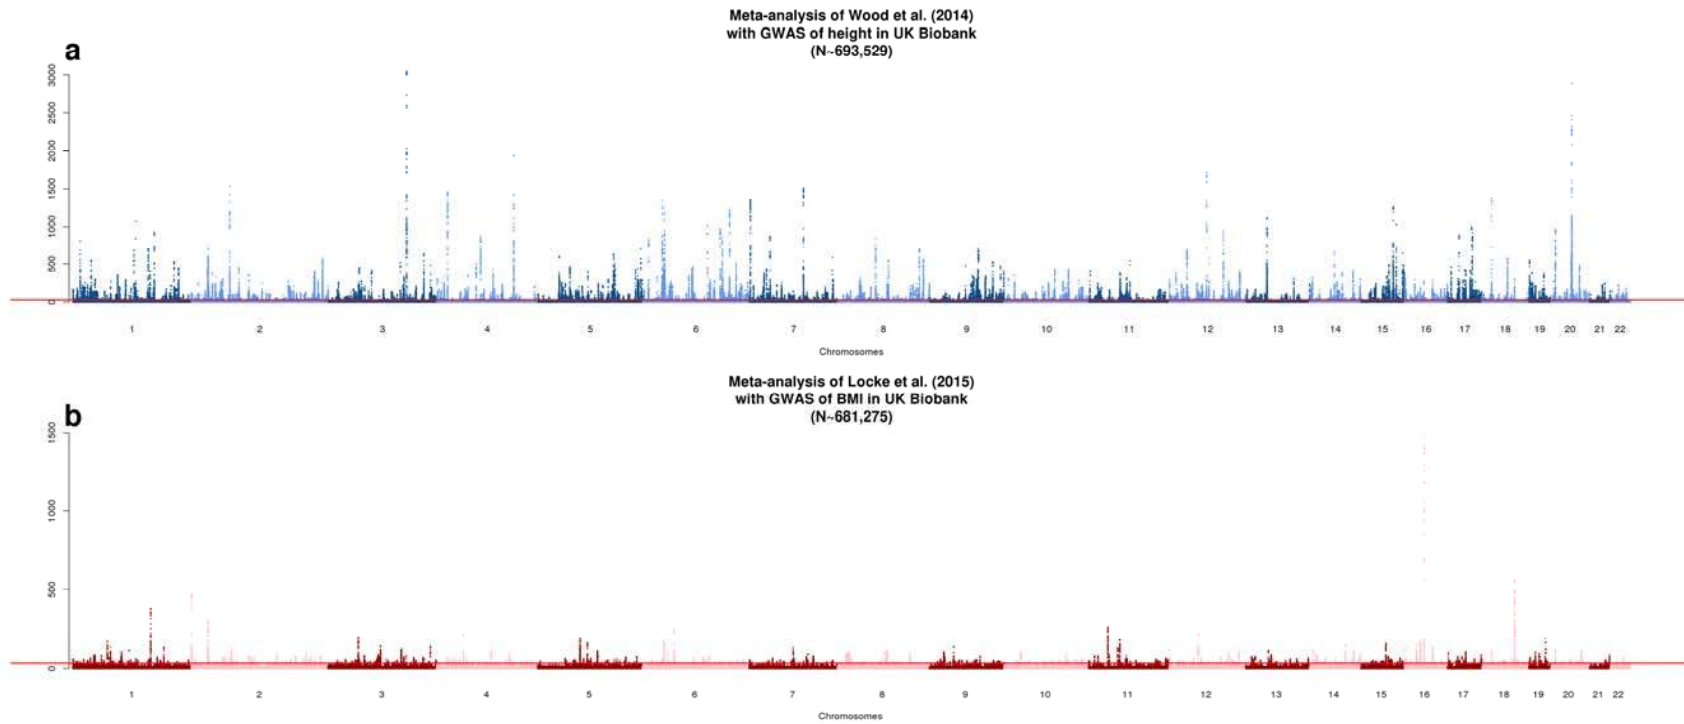 Meta-analysis of Wood et al. (2014)
with GWAS of height in UK Biobank
(N~693,529)
a
3000
2500
2000
1500
1000
500
0
1 2 3 4 5 6 7 8 9 10 11 12 13 14 15 16 17 18 19 20 21 22
Chromosomes
Meta-analysis of Locke et al. (2015)
with GWAS of BMI in UK Biobank
(N~681,275)
b
1500
1000
500
0
1 2 3 4 5 6 7 8 9 10 11 12 13 14 15 16 17 18 19 20 21 22
Chromosomes